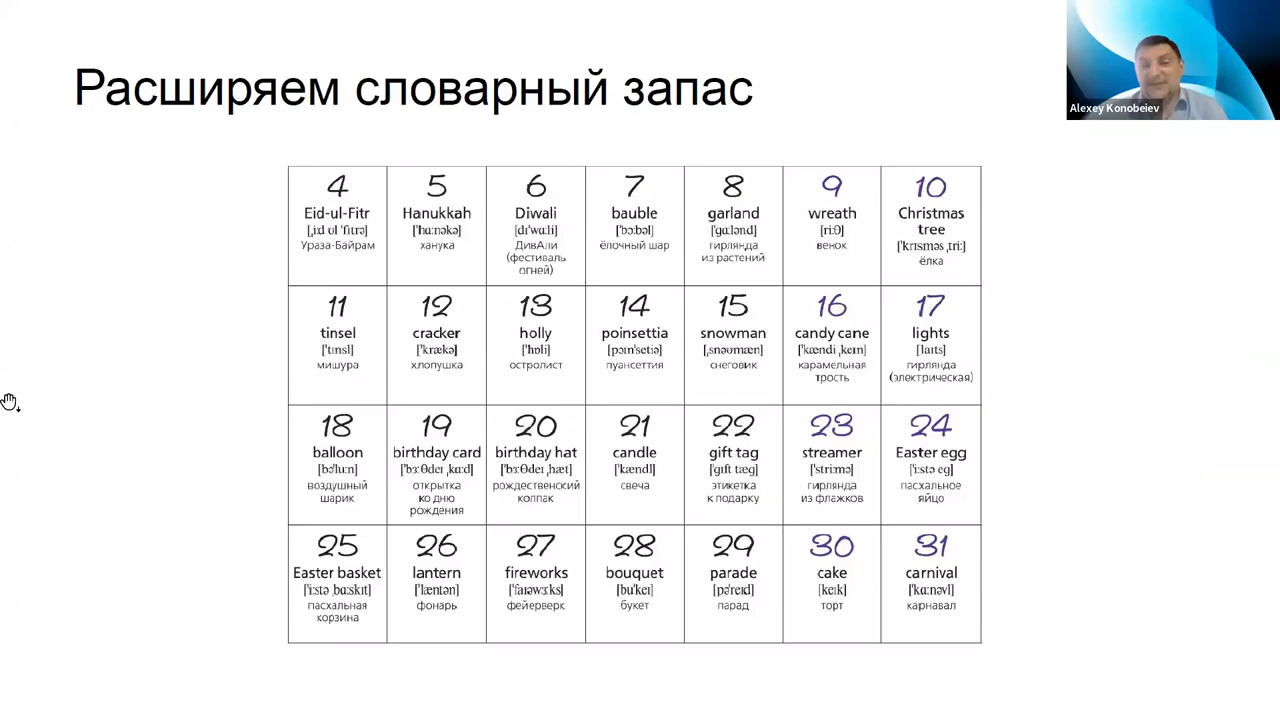 Расширяем словарный запас
Alexey Konobeiev
4 5 6 7 8 9 10
Eid-ul-Fitr Hanukkah Diwali bauble garland wreath Christmas
tree
[ˌiːd ʊl ˈfɪtrə] [ˈhɑːnəkə] [dɪˈwɑːli] [ˈbɔːbəl] [ˈɡɑːlənd] [riːθ] [ˈkrɪsməs ˌtriː]
Ураза-Байрам ханука ДивАли ёлочный шар гирлянда венок ёлка
(фестиваль из растений
огней)
11 12 13 14 15 16 17
tinsel cracker holly poinsettia snowman candy cane lights
[ˈtɪnsl] [ˈkrækə] [ˈhɒli] [pɔɪnˈsetiə] [ˌsnəʊmæn] [ˈkændi ˌkeɪn] [laɪts]
мишура хлопушка остролист пуансеттия снеговик карамельная гирлянда
трость (электрическая)
18 19 20 21 22 23 24
balloon birthday card birthday hat candle gift tag streamer Easter egg
[bəˈluːn] [ˈbɜːθdeɪ ˌkɑːd] [ˈbɜːθdeɪ ˌhæt] [ˈkændl] [ˈɡɪft tæɡ] [ˈstriːmə] [ˈiːstə eɡ]
воздушный открытка рождественский свеча этикетка гирлянда пасхальное
шарик ко дню колпак к подарку из флажков яйцо
рождения
25 26 27 28 29 30 31
Easter basket lantern fireworks bouquet parade cake carnival
[ˈiːstə ˌbɑːskɪt] [ˈlæntən] [ˈfaɪəwɜːks] [buˈkeɪ] [pəˈreɪd] [keɪk] [ˈkɑːnəvl]
пасхальная фонарь фейерверк букет парад торт карнавал
корзина